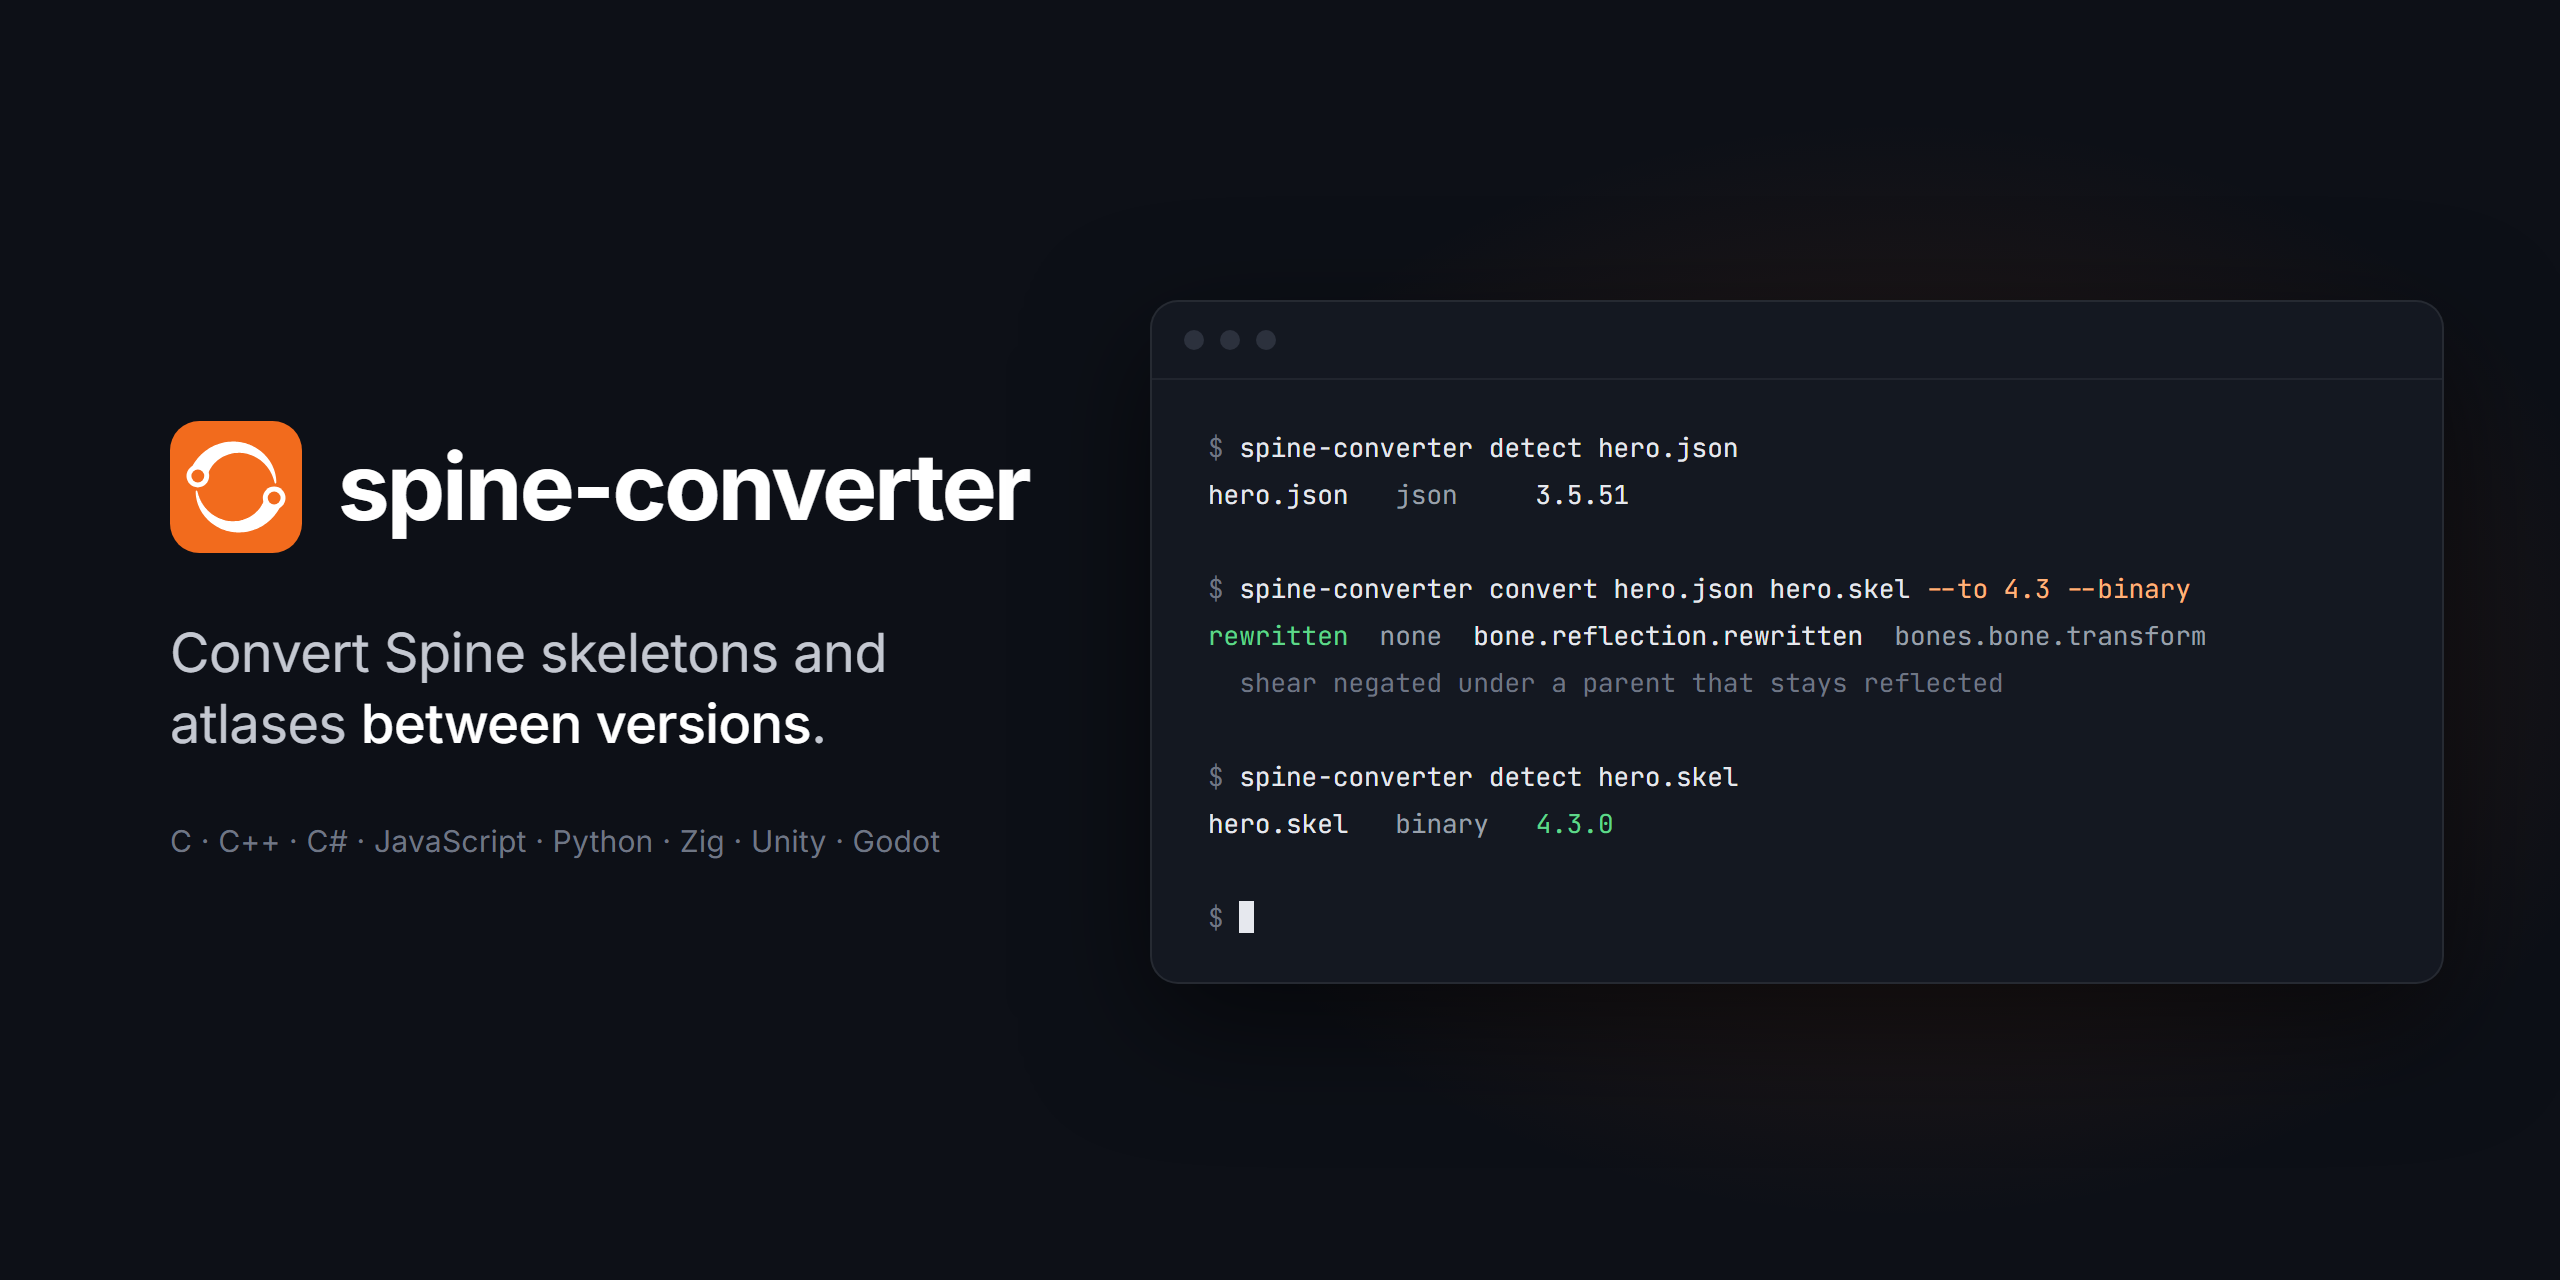 spine-converter
Convert Spine skeletons and
atlases between versions.
C · C++ · C# · JavaScript · Python · Zig · Unity · Godot
$ spine-converter detect hero.json
hero.json   json     3.5.51
$ spine-converter convert hero.json hero.skel --to 4.3 --binary
rewritten  none  bone.reflection.rewritten  bones.bone.transform
  shear negated under a parent that stays reflected
$ spine-converter detect hero.skel
hero.skel   binary   4.3.0
$